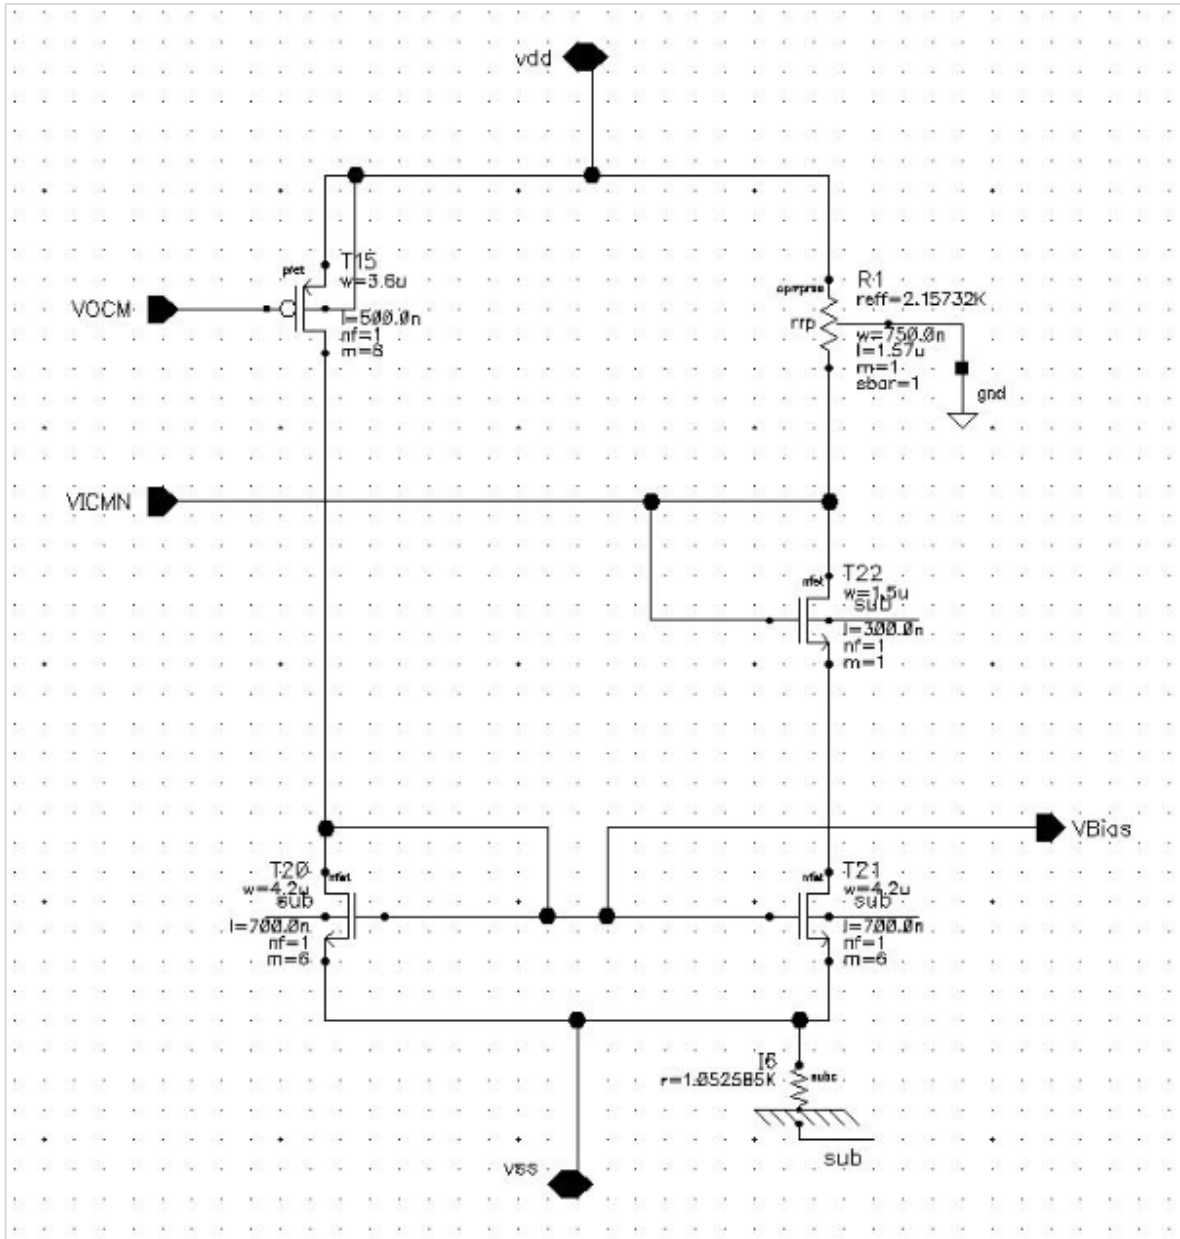 vdd
pfet
T15
w=3.6u
l=500.0n
nf=1
m=8
VOCM
oprrpres
rrp
R1
reff=2.15732K
w=750.0n
l=1.57u
m=1
sbar=1
gnd
VICMN
nfet
T22
w=1.5u
sub
l=300.0n
nf=1
m=1
VBias
T20
nfet
w=4.2u
sub
l=700.0n
nf=1
m=6
nfet
T21
w=4.2u
sub
l=700.0n
nf=1
m=6
I6
r=1.052585K
subc
sub
vss